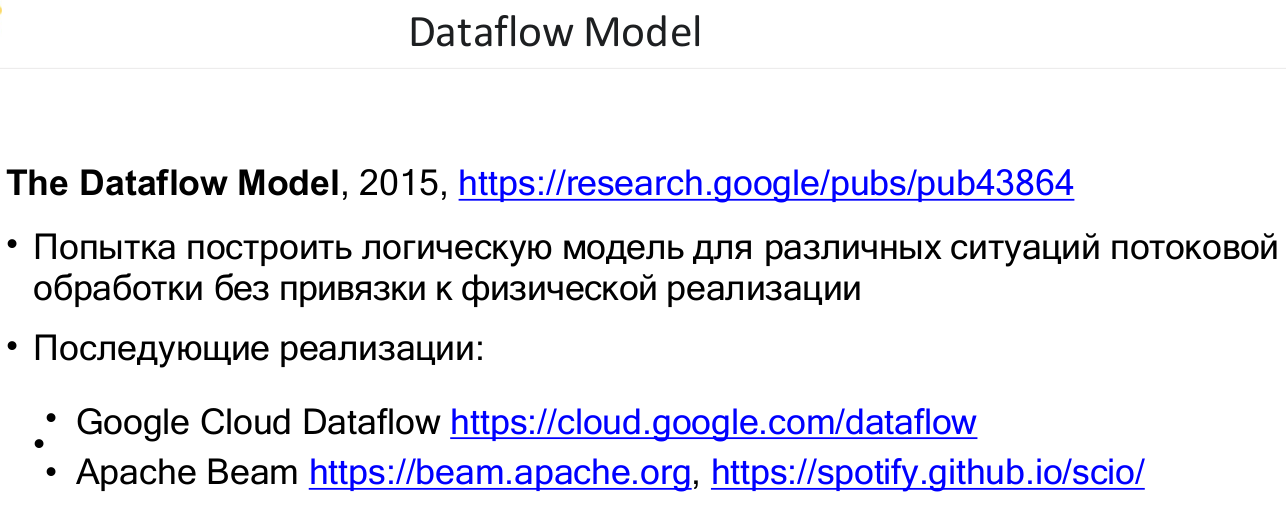 Dataflow Model
The Dataflow Model, 2015, https://research.google/pubs/pub43864
• Попытка построить логическую модель для различных ситуаций потоковой
обработки без привязки к физической реализации
• Последующие реализации:
• Google Cloud Dataflow https://cloud.google.com/dataflow
•
• Apache Beam https://beam.apache.org, https://spotify.github.io/scio/